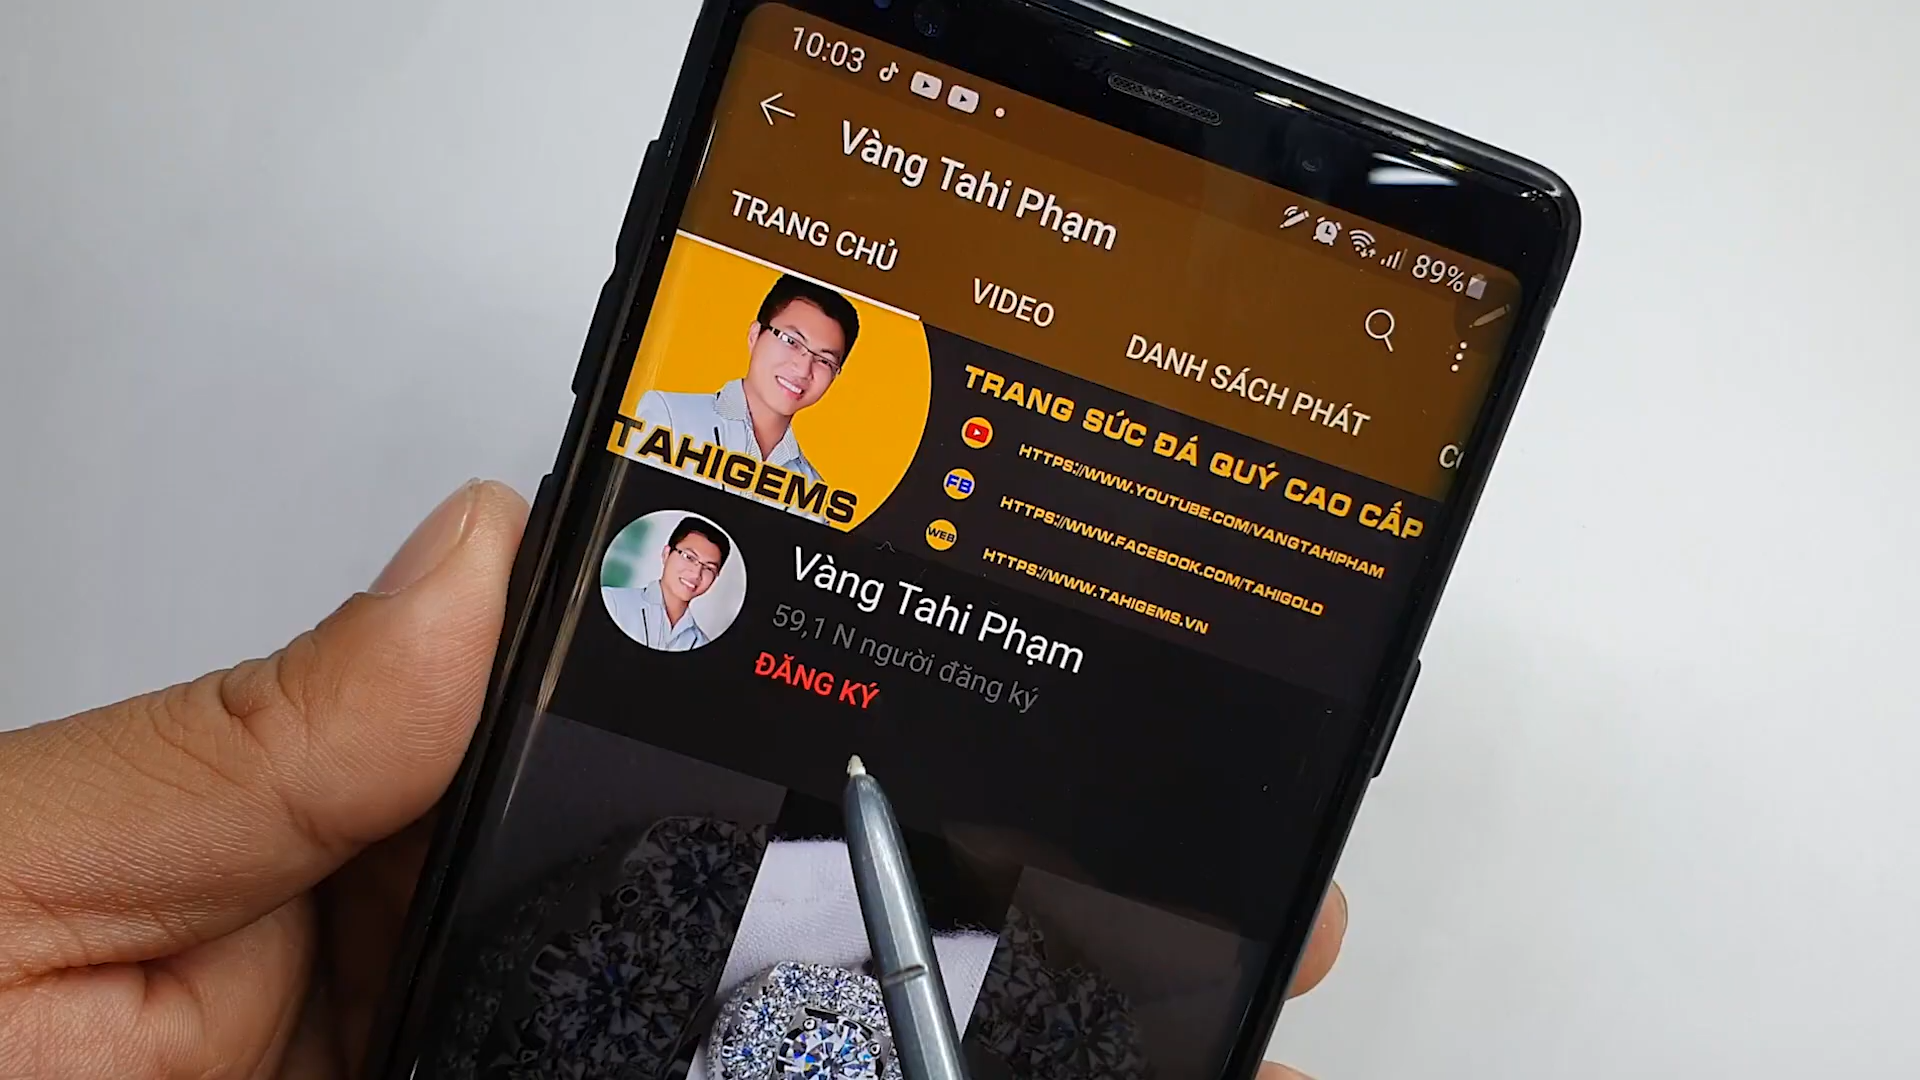 10:03
89%
Vàng Tahi Phạm
TRANG CHỦ
VIDEO
DANH SÁCH PHÁT
TAHIGEMS
TRANG SỨC ĐÁ QUÝ CAO CẤP
HTTPS://WWW.YOUTUBE.COM/VANGTAHIPHAM
FB
HTTPS://WWW.FACEBOOK.COM/TAHIGOLD
WEB
HTTPS://WWW.TAHIGEMS.VN
Vàng Tahi Phạm
59,1 N người đăng ký
ĐĂNG KÝ